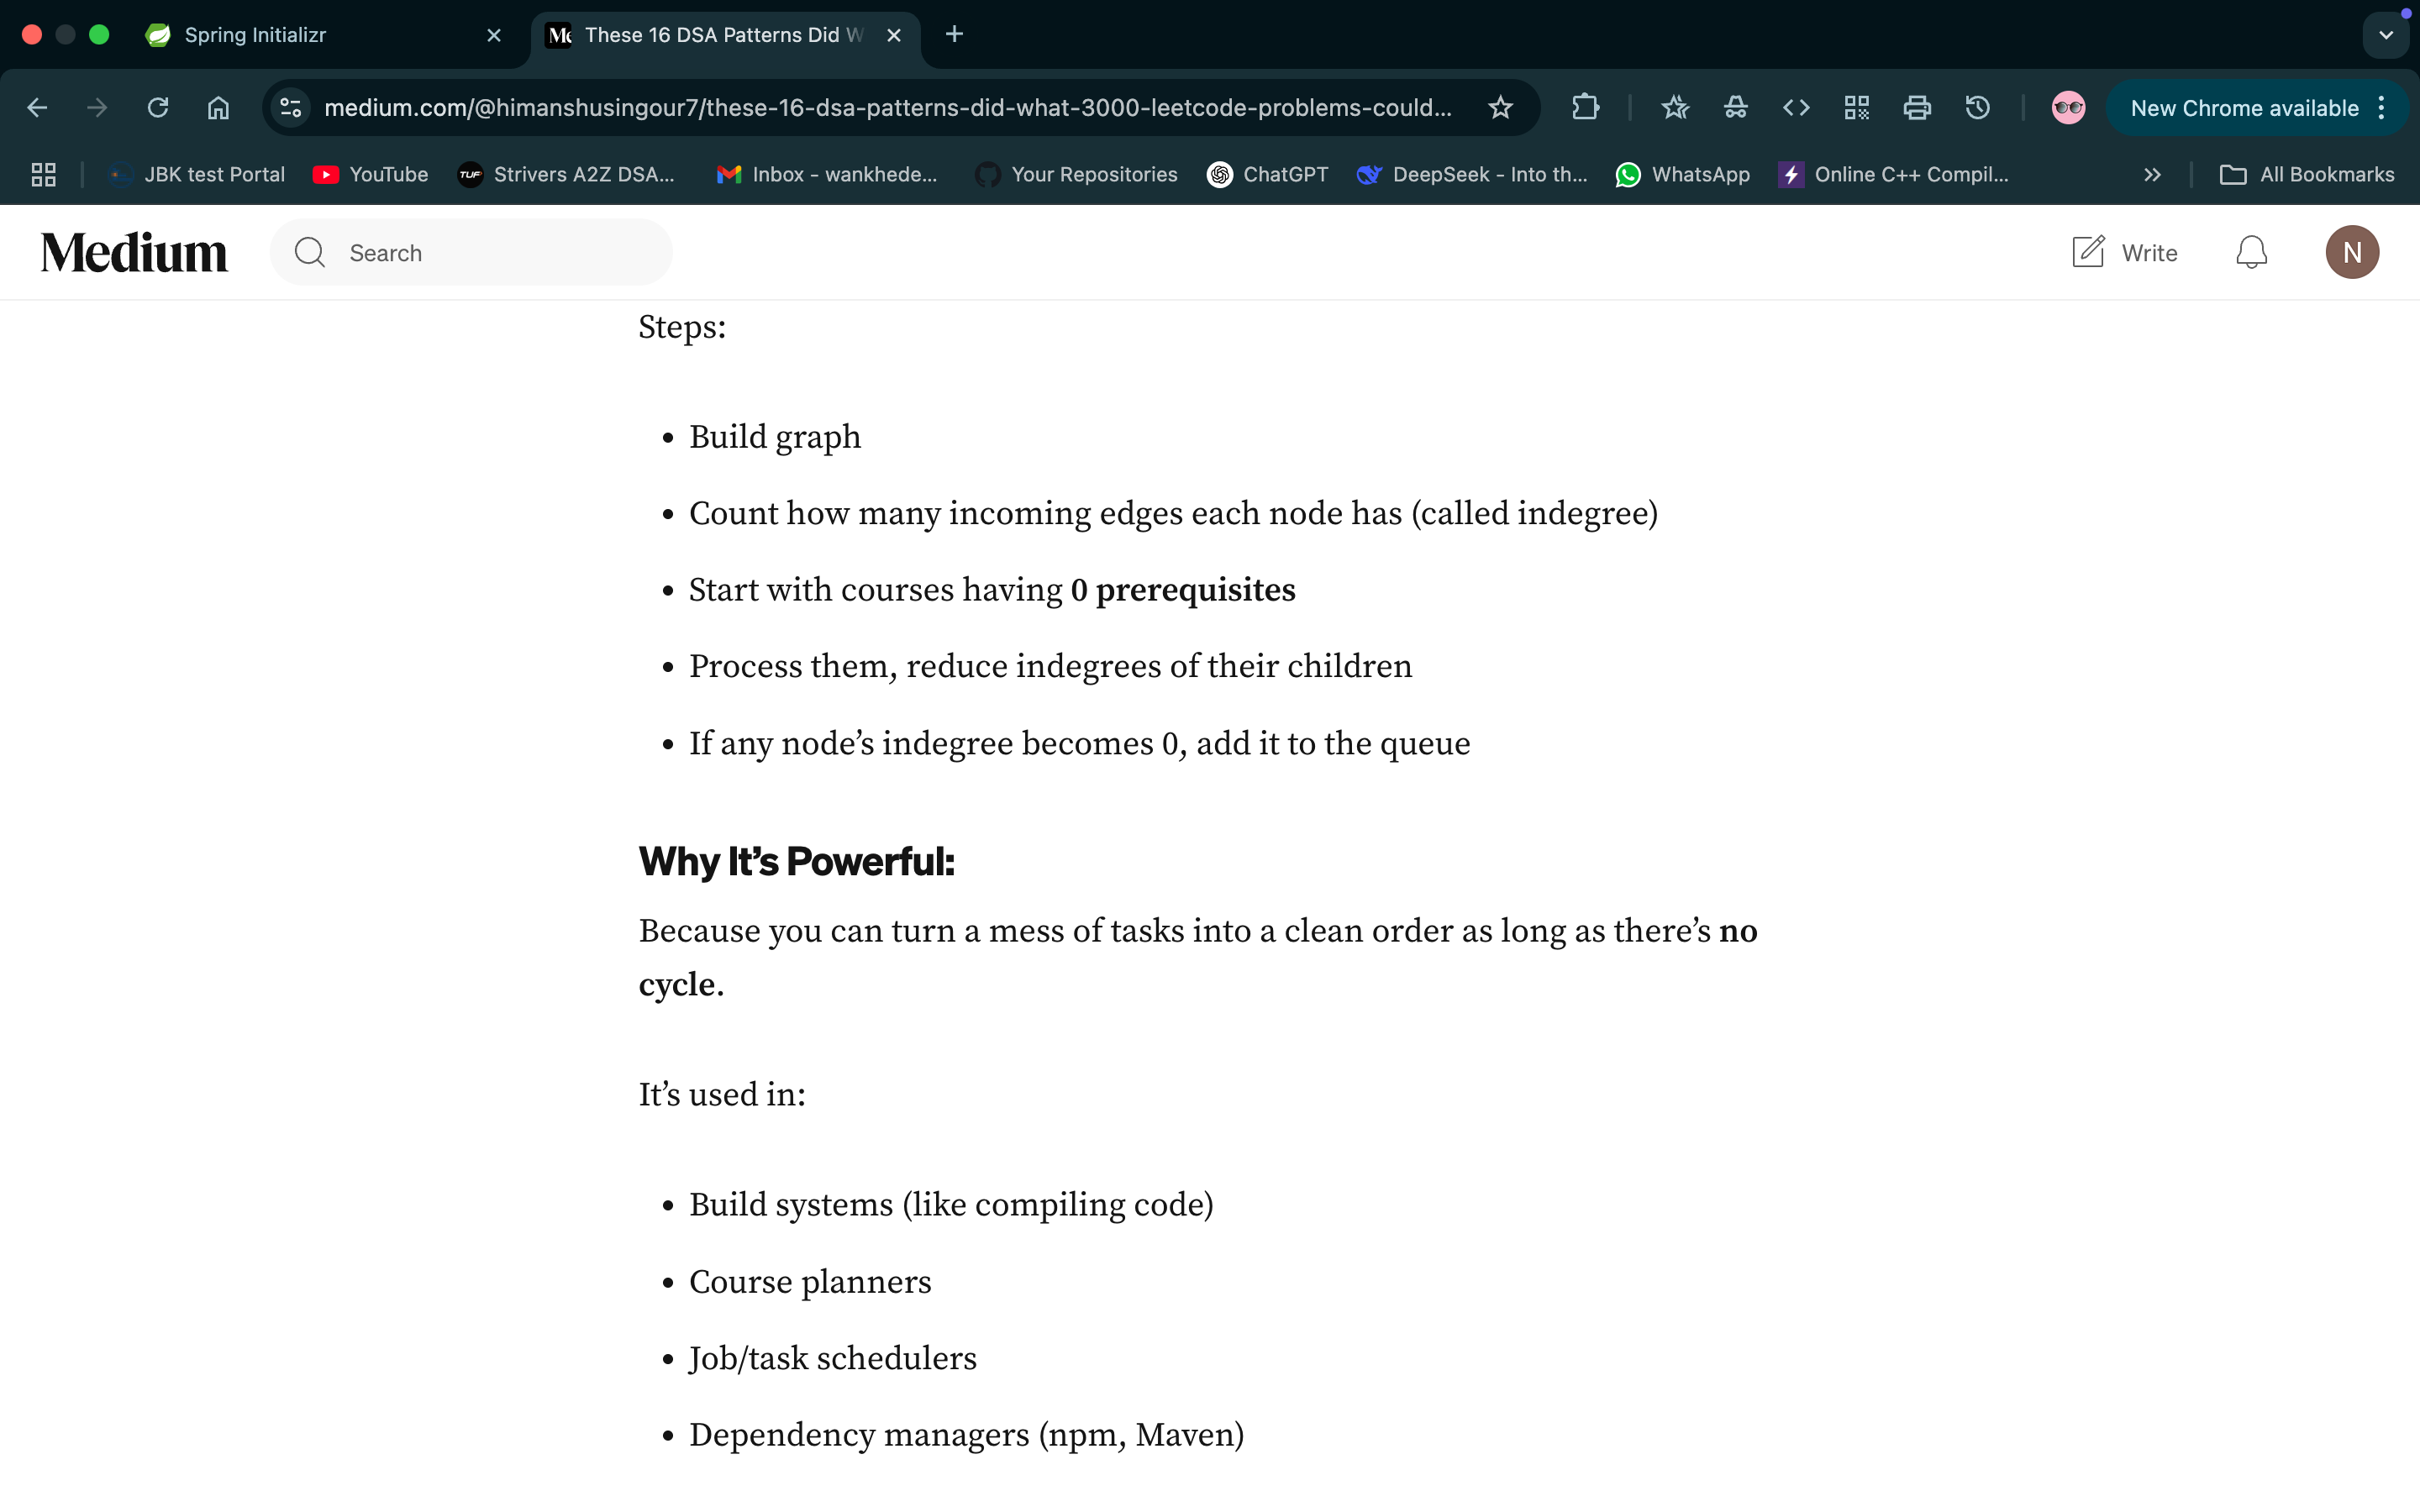 Spring Initializr
These 16 DSA Patterns Did W
medium.com/@himanshusingour7/these-16-dsa-patterns-did-what-3000-leetcode-problems-could...
New Chrome available
JBK test Portal
YouTube
TUF
Strivers A2Z DSA...
Inbox - wankhede...
Your Repositories
ChatGPT
DeepSeek - Into th...
WhatsApp
Online C++ Compil...
All Bookmarks
Medium
Search
Write
N
Steps:
• Build graph
• Count how many incoming edges each node has (called indegree)
• Start with courses having 0 prerequisites
• Process them, reduce indegrees of their children
• If any node’s indegree becomes 0, add it to the queue
Why It’s Powerful:
Because you can turn a mess of tasks into a clean order as long as there’s no
cycle.
It’s used in:
• Build systems (like compiling code)
• Course planners
• Job/task schedulers
• Dependency managers (npm, Maven)